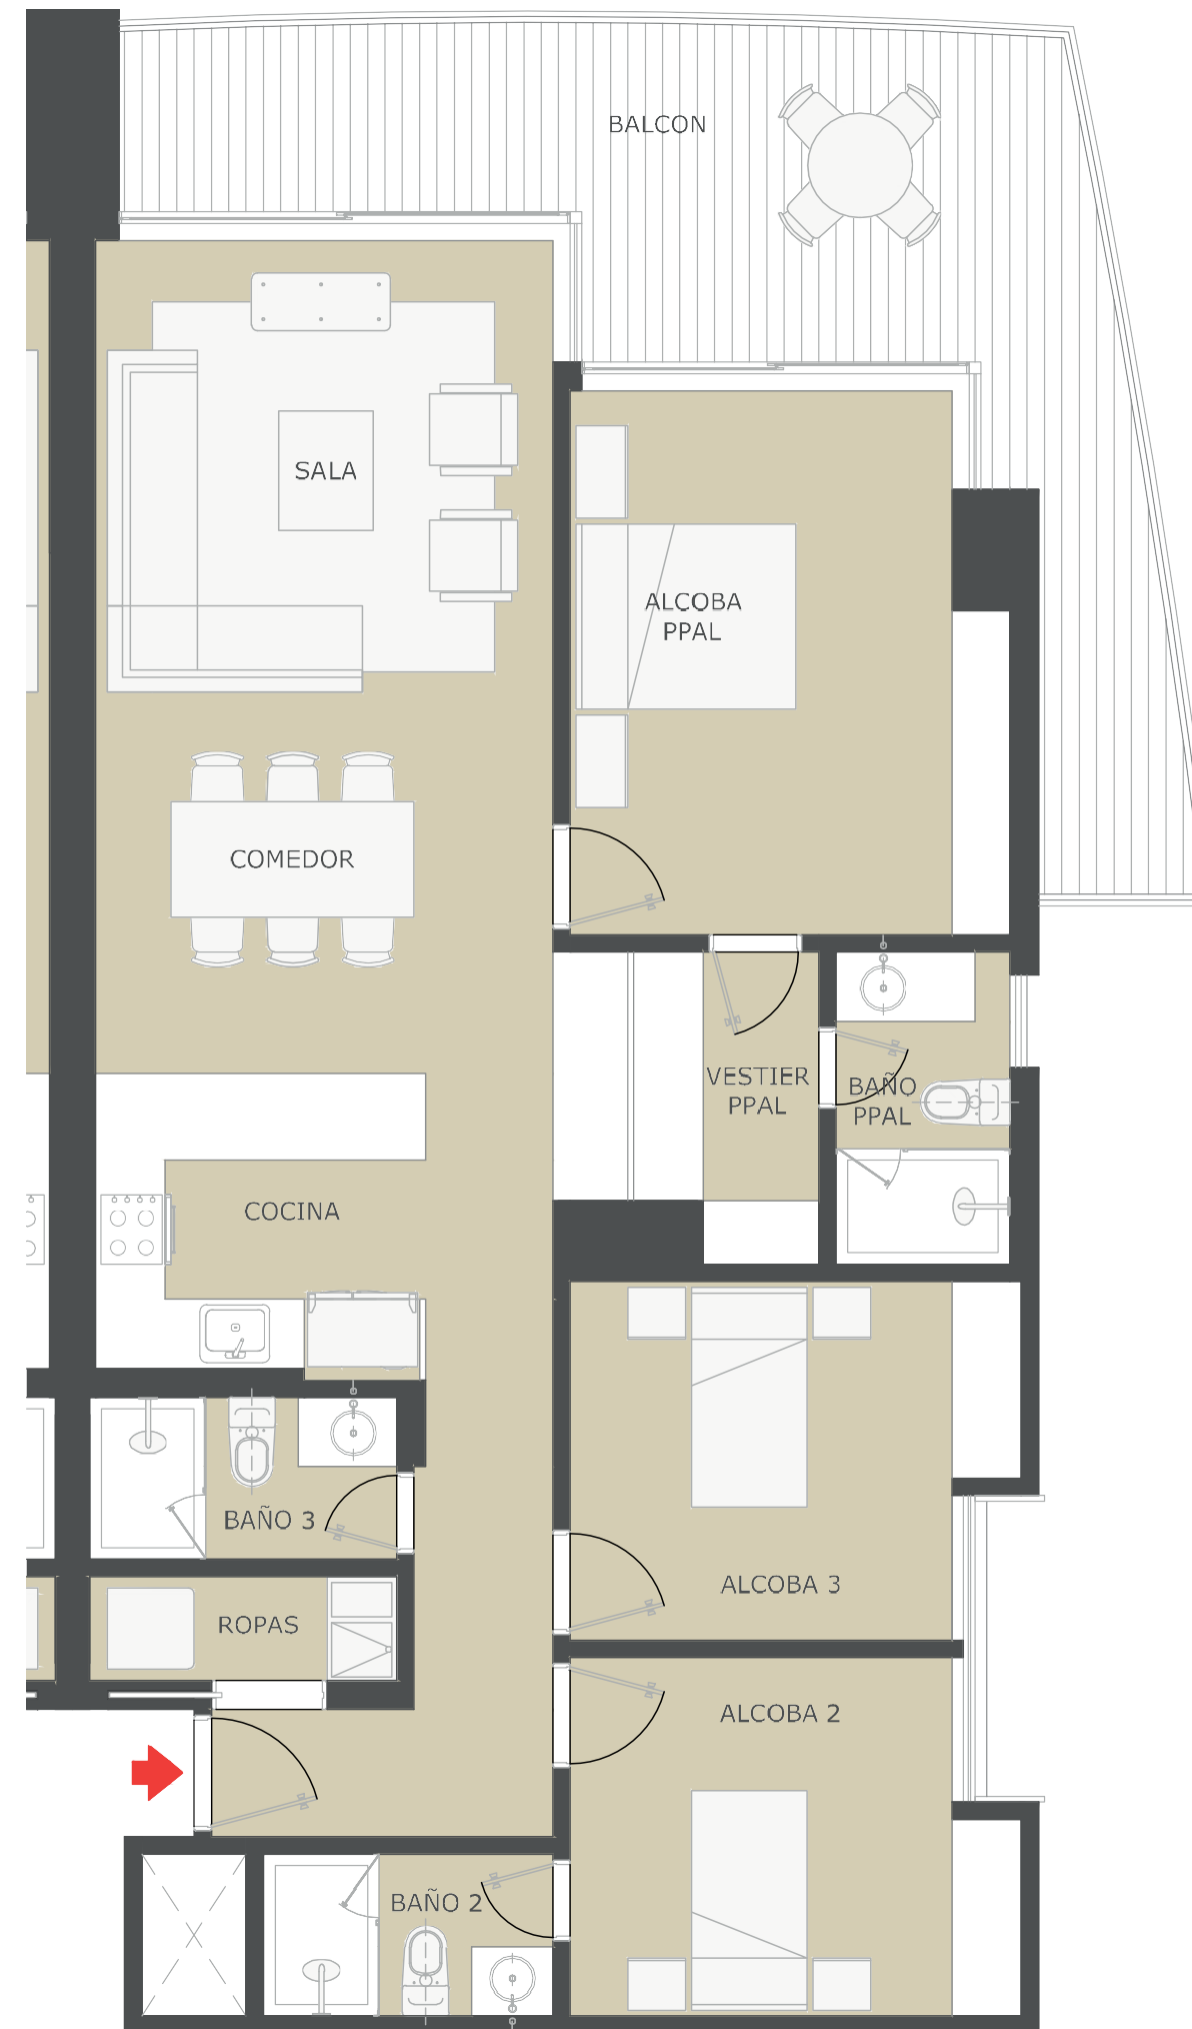 BALCON
SALA
ALCOBA
PPAL
COMEDOR
VESTIER
PPAL
BAÑO
PPAL
COCINA
BAÑO 3
ALCOBA 3
ROPAS
ALCOBA 2
BAÑO 2